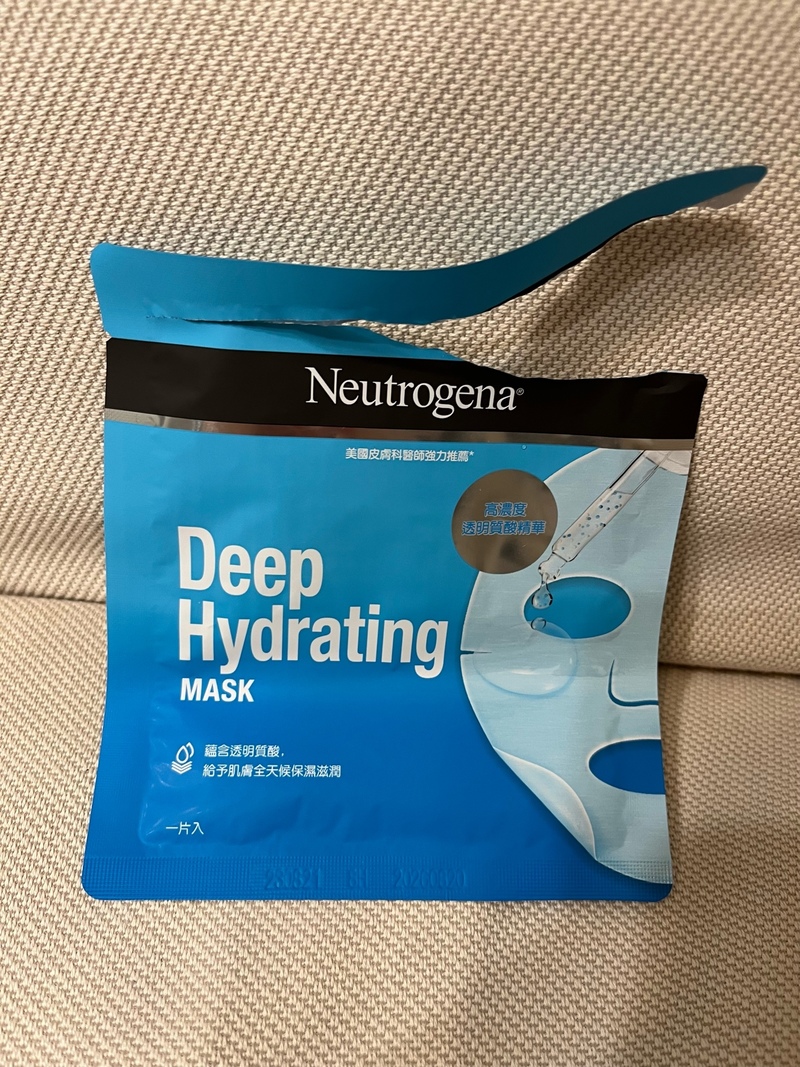 Neutrogena®
美國皮膚科醫師強力推薦*
高濃度
透明質酸精華
Deep
Hydrating
MASK
蘊含透明質酸，
給予肌膚全天候保濕滋潤
一片入